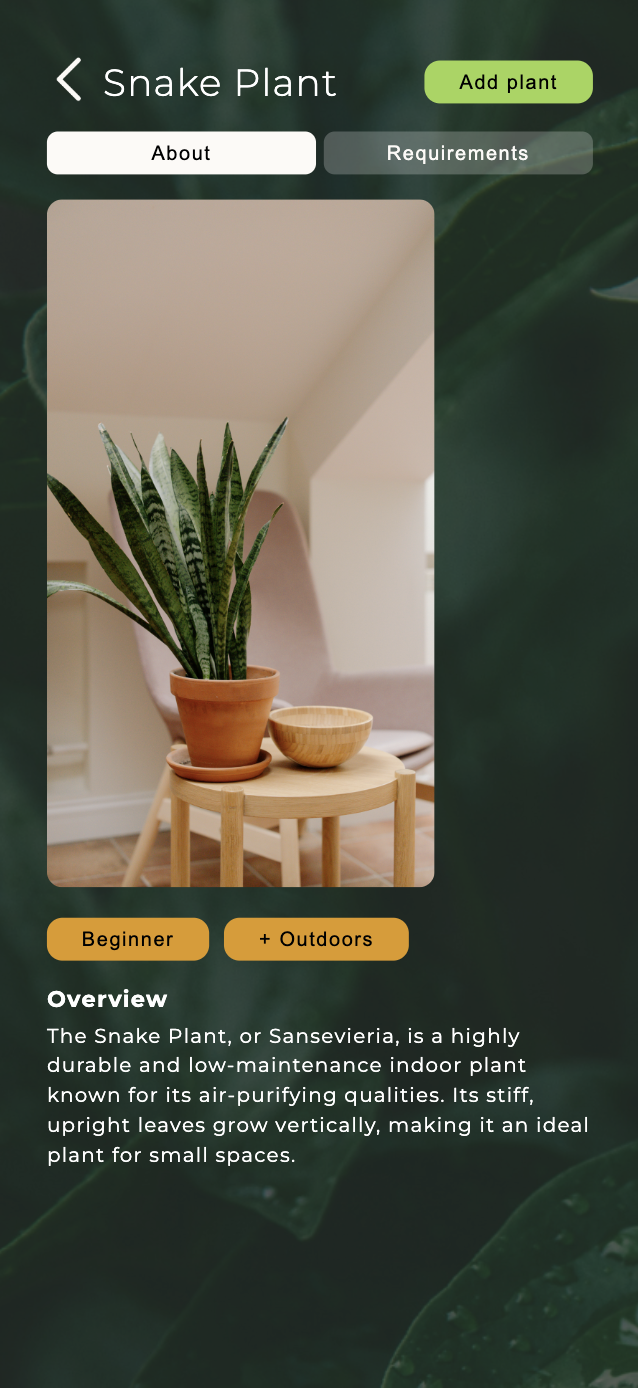 Snake Plant
Add plant
About
Requirements
Beginner
+ Outdoors
Overview
The Snake Plant, or Sansevieria, is a highly
durable and low-maintenance indoor plant
known for its air-purifying qualities. Its stiff,
upright leaves grow vertically, making it an ideal
plant for small spaces.